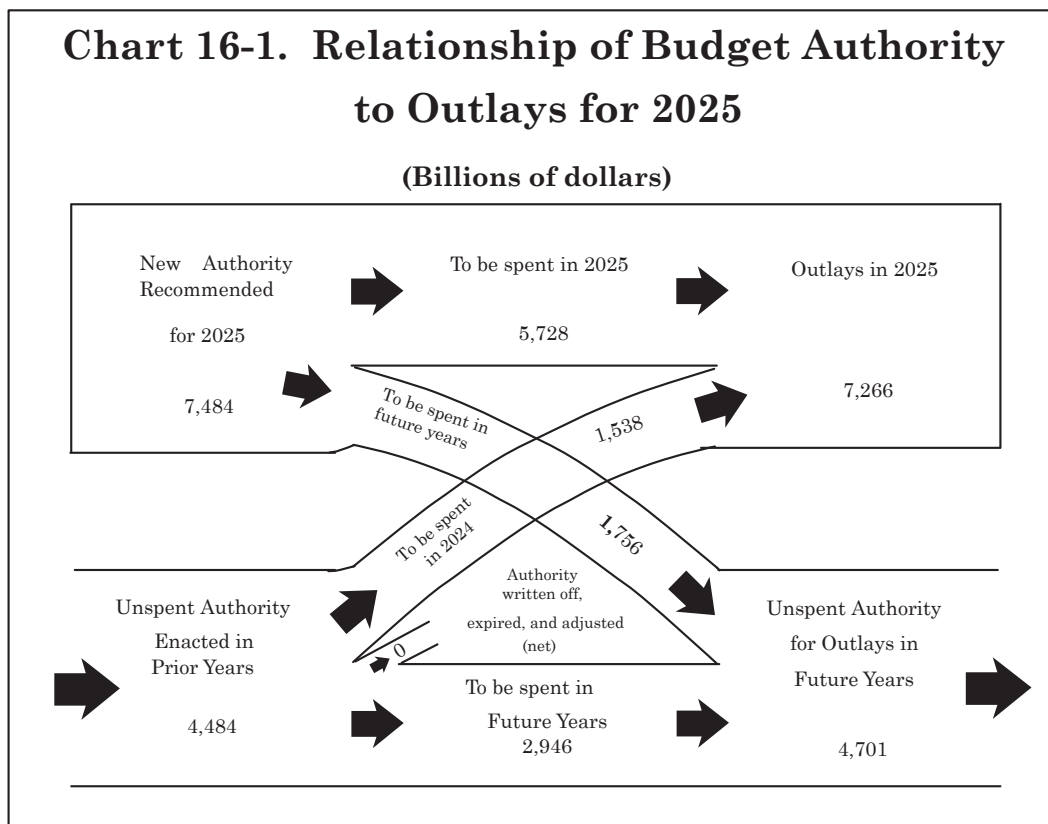 Chart 16-1. Relationship of Budget Authority
to Outlays for 2025
(Billions of dollars)
New Authority
Recommended
for 2025
7,484
To be spent in 2025
5,728
Outlays in 2025
7,266
To be spent in
future years
1,538
To be spent
in 2024
1,756
Authority
written off,
expired, and adjusted
(net)
0
Unspent Authority
Enacted in
Prior Years
4,484
To be spent in
Future Years
2,946
Unspent Authority
for Outlays in
Future Years
4,701